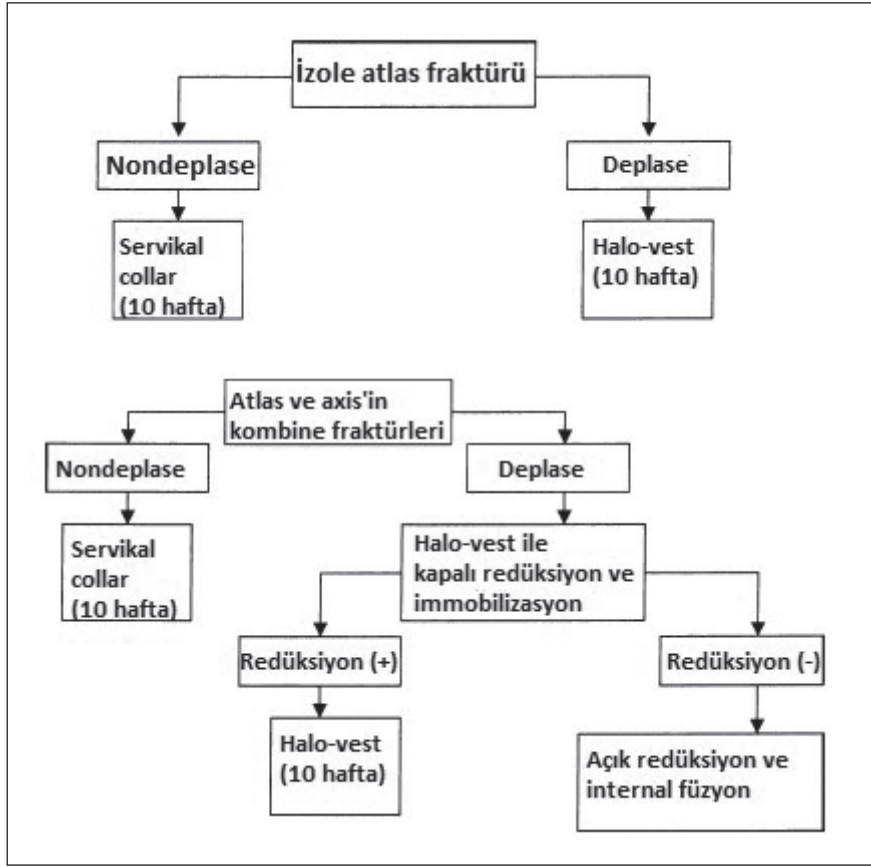 İzole atlas fraktürü
Nondeplase
Deplase
Servikal
collar
(10 hafta)
Halo-vest
(10 hafta)
Atlas ve axis'in
kombine fraktürleri
Nondeplase
Deplase
Servikal
collar
(10 hafta)
Halo-vest ile
kapalı redüksiyon ve
immobilizasyon
Redüksiyon (+)
Redüksiyon (-)
Halo-vest
(10 hafta)
Açık redüksiyon ve
internal füzyon